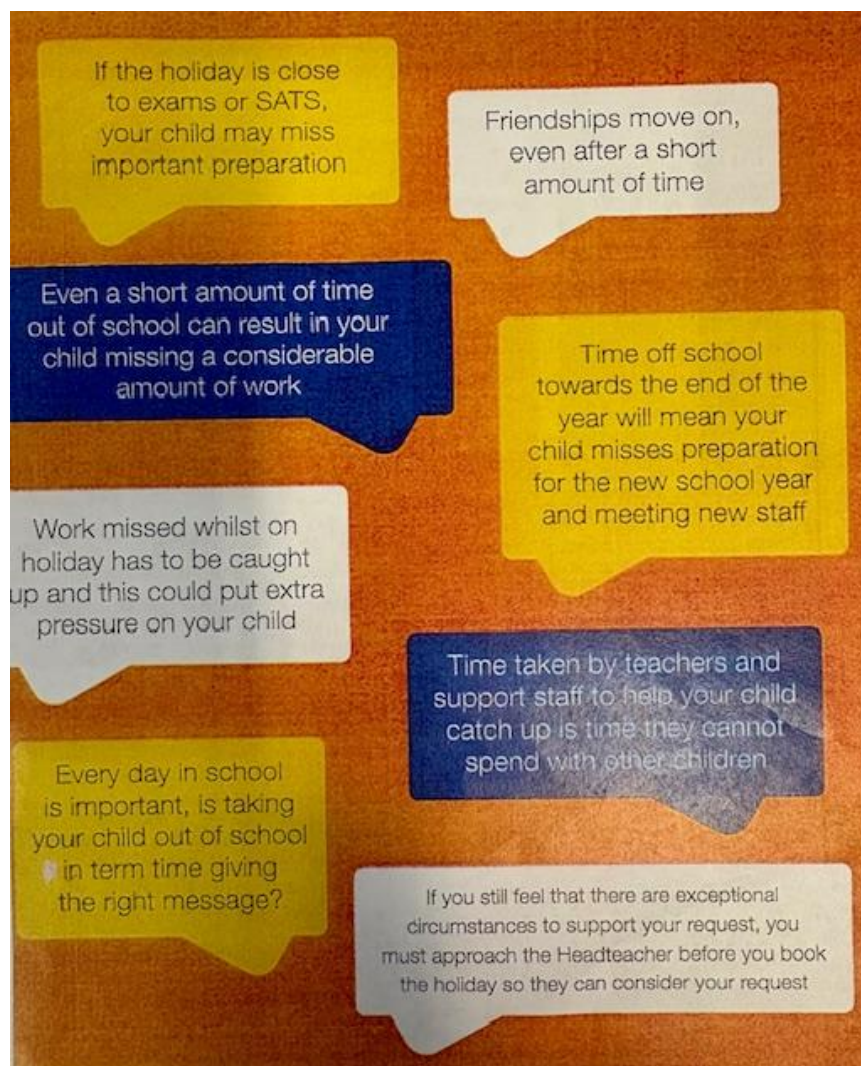 If the holiday is close
to exams or SATS,
your child may miss
important preparation
Friendships move on,
even after a short
amount of time
Even a short amount of time
out of school can result in your
child missing a considerable
amount of work
Time off school
towards the end of the
year will mean your
child misses preparation
for the new school year
and meeting new staff
Work missed whilst on
holiday has to be caught
up and this could put extra
pressure on your child
Time taken by teachers and
support staff to help your child
catch up is time they cannot
spend with other children
Every day in school
is important, is taking
your child out of school
in term time giving
the right message?
If you still feel that there are exceptional
circumstances to support your request, you
must approach the Headteacher before you book
the holiday so they can consider your request